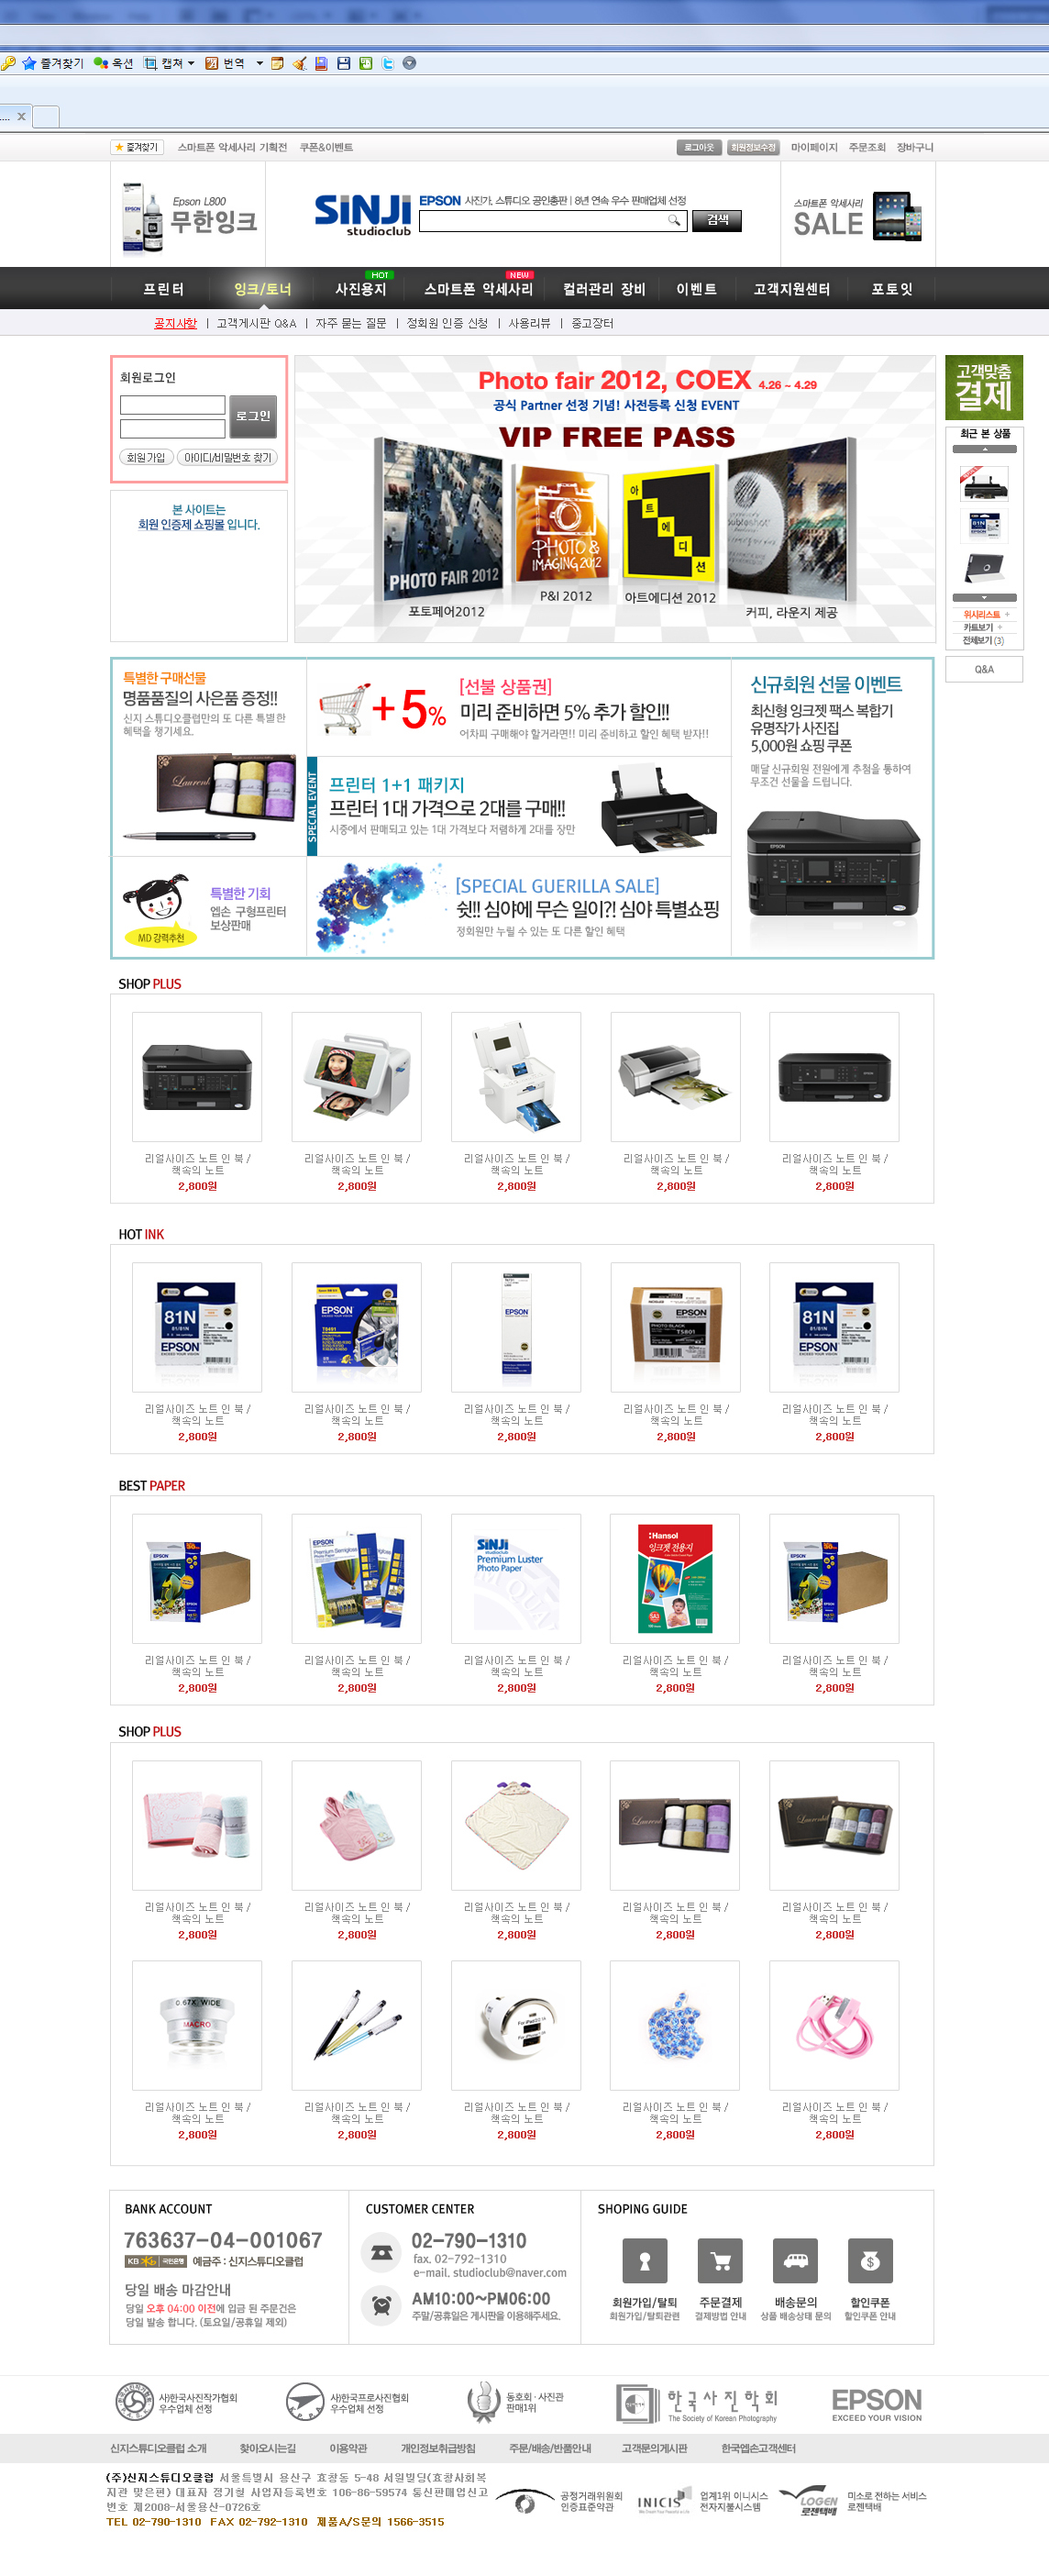 즐겨찾기 옥션 캡쳐 번역
즐겨찾기 스마트폰 악세사리 기획전 쿠폰&이벤트 로그아웃 회원정보수정 마이페이지 주문조회 장바구니
Epson L800
무한잉크
SINJI
studioclub
EPSON 사진가, 스튜디오 공인총판 | 8년 연속 우수 판매업체 선정
검색
스마트폰 악세사리
SALE
HOT NEW
프린터 잉크/토너 사진용지 스마트폰 악세사리 컬러관리 장비 이벤트 고객지원센터 포토잇
공지사항 | 고객게시판 Q&A | 자주 묻는 질문 | 정회원 인증 신청 | 사용리뷰 | 중고장터
회원로그인
로그인
회원가입 아이디/비밀번호 찾기
본 사이트는
회원 인증제 쇼핑몰 입니다.
Photo fair 2012, COEX 4.26 ~ 4.29
공식 Partner 선정 기념! 사전등록 신청 EVENT
VIP FREE PASS
PHOTO FAIR 2012
PHOTO &
IMAGING 2012
아트에디션
포토페어2012
P&I 2012
아트에디션 2012
커피, 라운지 제공
고객맞춤
결제
최근 본 상품
위시리스트 +
카트보기 +
전체보기 (3)
Q&A
특별한 구매선물
명품품질의 사은품 증정!!
신지 스튜디오클럽만의 또 다른 특별한
혜택을 챙기세요.
+5%
[선불 상품권]
미리 준비하면 5% 추가 할인!!
어차피 구매해야 할거라면!! 미리 준비하고 할인 혜택 받자!!
SPECIAL EVENT
프린터 1+1 패키지
프린터 1대 가격으로 2대를 구매!!
시중에서 판매되고 있는 1대 가격보다 저렴하게 2대를 장만
신규회원 선물 이벤트
최신형 잉크젯 팩스 복합기
유명작가 사진집
5,000원 쇼핑 쿠폰
매달 신규회원 전원에게 추첨을 통하여
무조건 선물을 드립니다.
MD 강력추천
특별한 기회
엡손 구형프린터
보상판매
[SPECIAL GUERILLA SALE]
쉿!! 심야에 무슨 일이?! 심야 특별쇼핑
정회원만 누릴 수 있는 또 다른 할인 혜택
SHOP PLUS
리얼사이즈 노트 인 북 / 리얼사이즈 노트 인 북 / 리얼사이즈 노트 인 북 / 리얼사이즈 노트 인 북 / 리얼사이즈 노트 인 북 /
책속의 노트 책속의 노트 책속의 노트 책속의 노트 책속의 노트
2,800원 2,800원 2,800원 2,800원 2,800원
HOT INK
81N EPSON EPSON EPSON 81N
81/81N T0491 PHOTO BLACK 81/81N
EPSON T5801 EPSON
리얼사이즈 노트 인 북 / 리얼사이즈 노트 인 북 / 리얼사이즈 노트 인 북 / 리얼사이즈 노트 인 북 / 리얼사이즈 노트 인 북 /
책속의 노트 책속의 노트 책속의 노트 책속의 노트 책속의 노트
2,800원 2,800원 2,800원 2,800원 2,800원
BEST PAPER
EPSON EPSON SINJI Hansol EPSON
Premium Semigloss studioclub 잉크젯 전용지
Photo Paper Premium Luster
Photo Paper
리얼사이즈 노트 인 북 / 리얼사이즈 노트 인 북 / 리얼사이즈 노트 인 북 / 리얼사이즈 노트 인 북 / 리얼사이즈 노트 인 북 /
책속의 노트 책속의 노트 책속의 노트 책속의 노트 책속의 노트
2,800원 2,800원 2,800원 2,800원 2,800원
SHOP PLUS
리얼사이즈 노트 인 북 / 리얼사이즈 노트 인 북 / 리얼사이즈 노트 인 북 / 리얼사이즈 노트 인 북 / 리얼사이즈 노트 인 북 /
책속의 노트 책속의 노트 책속의 노트 책속의 노트 책속의 노트
2,800원 2,800원 2,800원 2,800원 2,800원
0.67X WIDE
MACRO
리얼사이즈 노트 인 북 / 리얼사이즈 노트 인 북 / 리얼사이즈 노트 인 북 / 리얼사이즈 노트 인 북 / 리얼사이즈 노트 인 북 /
책속의 노트 책속의 노트 책속의 노트 책속의 노트 책속의 노트
2,800원 2,800원 2,800원 2,800원 2,800원
BANK ACCOUNT
763637-04-001067
KB 국민은행 예금주 : 신지스튜디오클럽
당일 배송 마감안내
당일 오후 04:00 이전에 입금 된 주문건은
당일 발송 합니다. (토요일/공휴일 제외)
CUSTOMER CENTER
02-790-1310
fax. 02-792-1310
e-mail. studioclub@naver.com
AM10:00~PM06:00
주말/공휴일은 게시판을 이용해주세요.
SHOPING GUIDE
회원가입/탈퇴 주문결제 배송문의 할인쿠폰
회원가입/탈퇴관련 결제방법 안내 상품 배송상태 문의 할인쿠폰 안내
사)한국사진작가협회
우수업체 선정
사)한국프로사진협회
우수업체 선정
동호회 · 사진관
판매1위
한국사진학회
The Society of Korean Photography
EPSON
EXCEED YOUR VISION
신지스튜디오클럽 소개 찾아오시는길 이용약관 개인정보취급방침 주문/배송/반품안내 고객문의게시판 한국엡손고객센터
(주)신지스튜디오클럽 서울특별시 용산구 효창동 5-48 서일빌딩(효창사회복
지관 맞은편) 대표자 정기철 사업자등록번호 106-86-59574 통신판매업신고
번호 제2008-서울용산-0726호
TEL 02-790-1310 FAX 02-792-1310 제품A/S문의 1566-3515
공정거래위원회
인증표준약관
INICIS
업계1위 이니시스
전자지불시스템
LOGEN
로젠택배
미소로 전하는 서비스
로젠택배